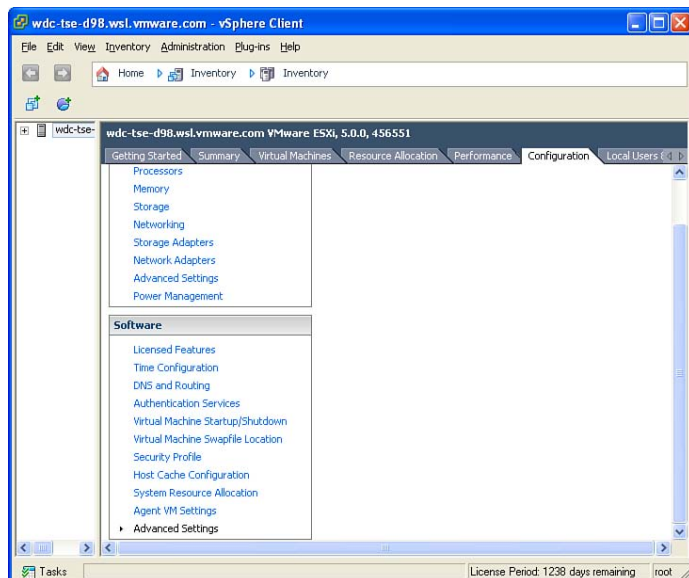 wdc-tse-d98.wsl.vmware.com - vSphere Client
File Edit View Inventory Administration Plug-ins Help
Home Inventory Inventory
wdc-tse-
wdc-tse-d98.wsl.vmware.com VMware ESXi, 5.0.0, 456551
Getting Started Summary Virtual Machines Resource Allocation Performance Configuration Local Users
Processors
Memory
Storage
Networking
Storage Adapters
Network Adapters
Advanced Settings
Power Management
Software
Licensed Features
Time Configuration
DNS and Routing
Authentication Services
Virtual Machine Startup/Shutdown
Virtual Machine Swapfile Location
Security Profile
Host Cache Configuration
System Resource Allocation
Agent VM Settings
Advanced Settings
Tasks License Period: 1238 days remaining root